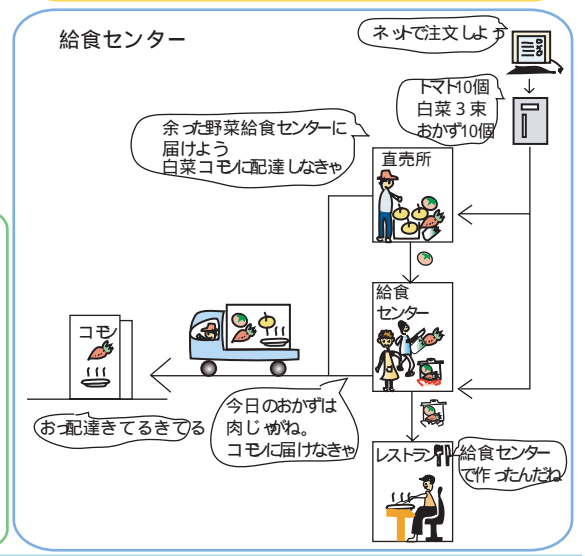 給食センター
ネットで注文しよう
トマト10個
白菜3束
おかず10個
余った野菜給食センターに
届けよう
白菜コモンに配達しなきゃ
直売所
給食
センター
コモン
今日のおかずは
肉じゃがね。
コモンに届けなきゃ
おっ配達きてるきてる
レストラン
給食センター
で作ったんだね